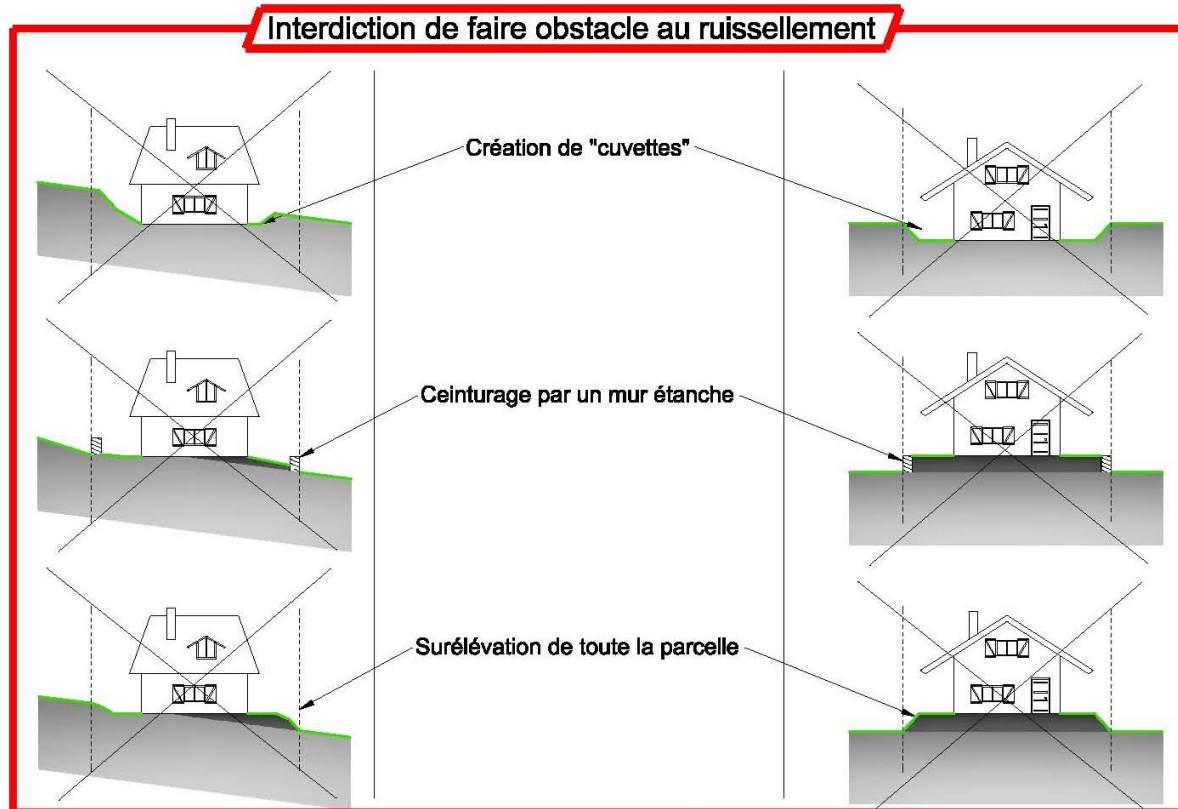 Interdiction de faire obstacle au ruissellement
Création de "cuvettes"
Ceinturage par un mur étanche
Surélévation de toute la parcelle